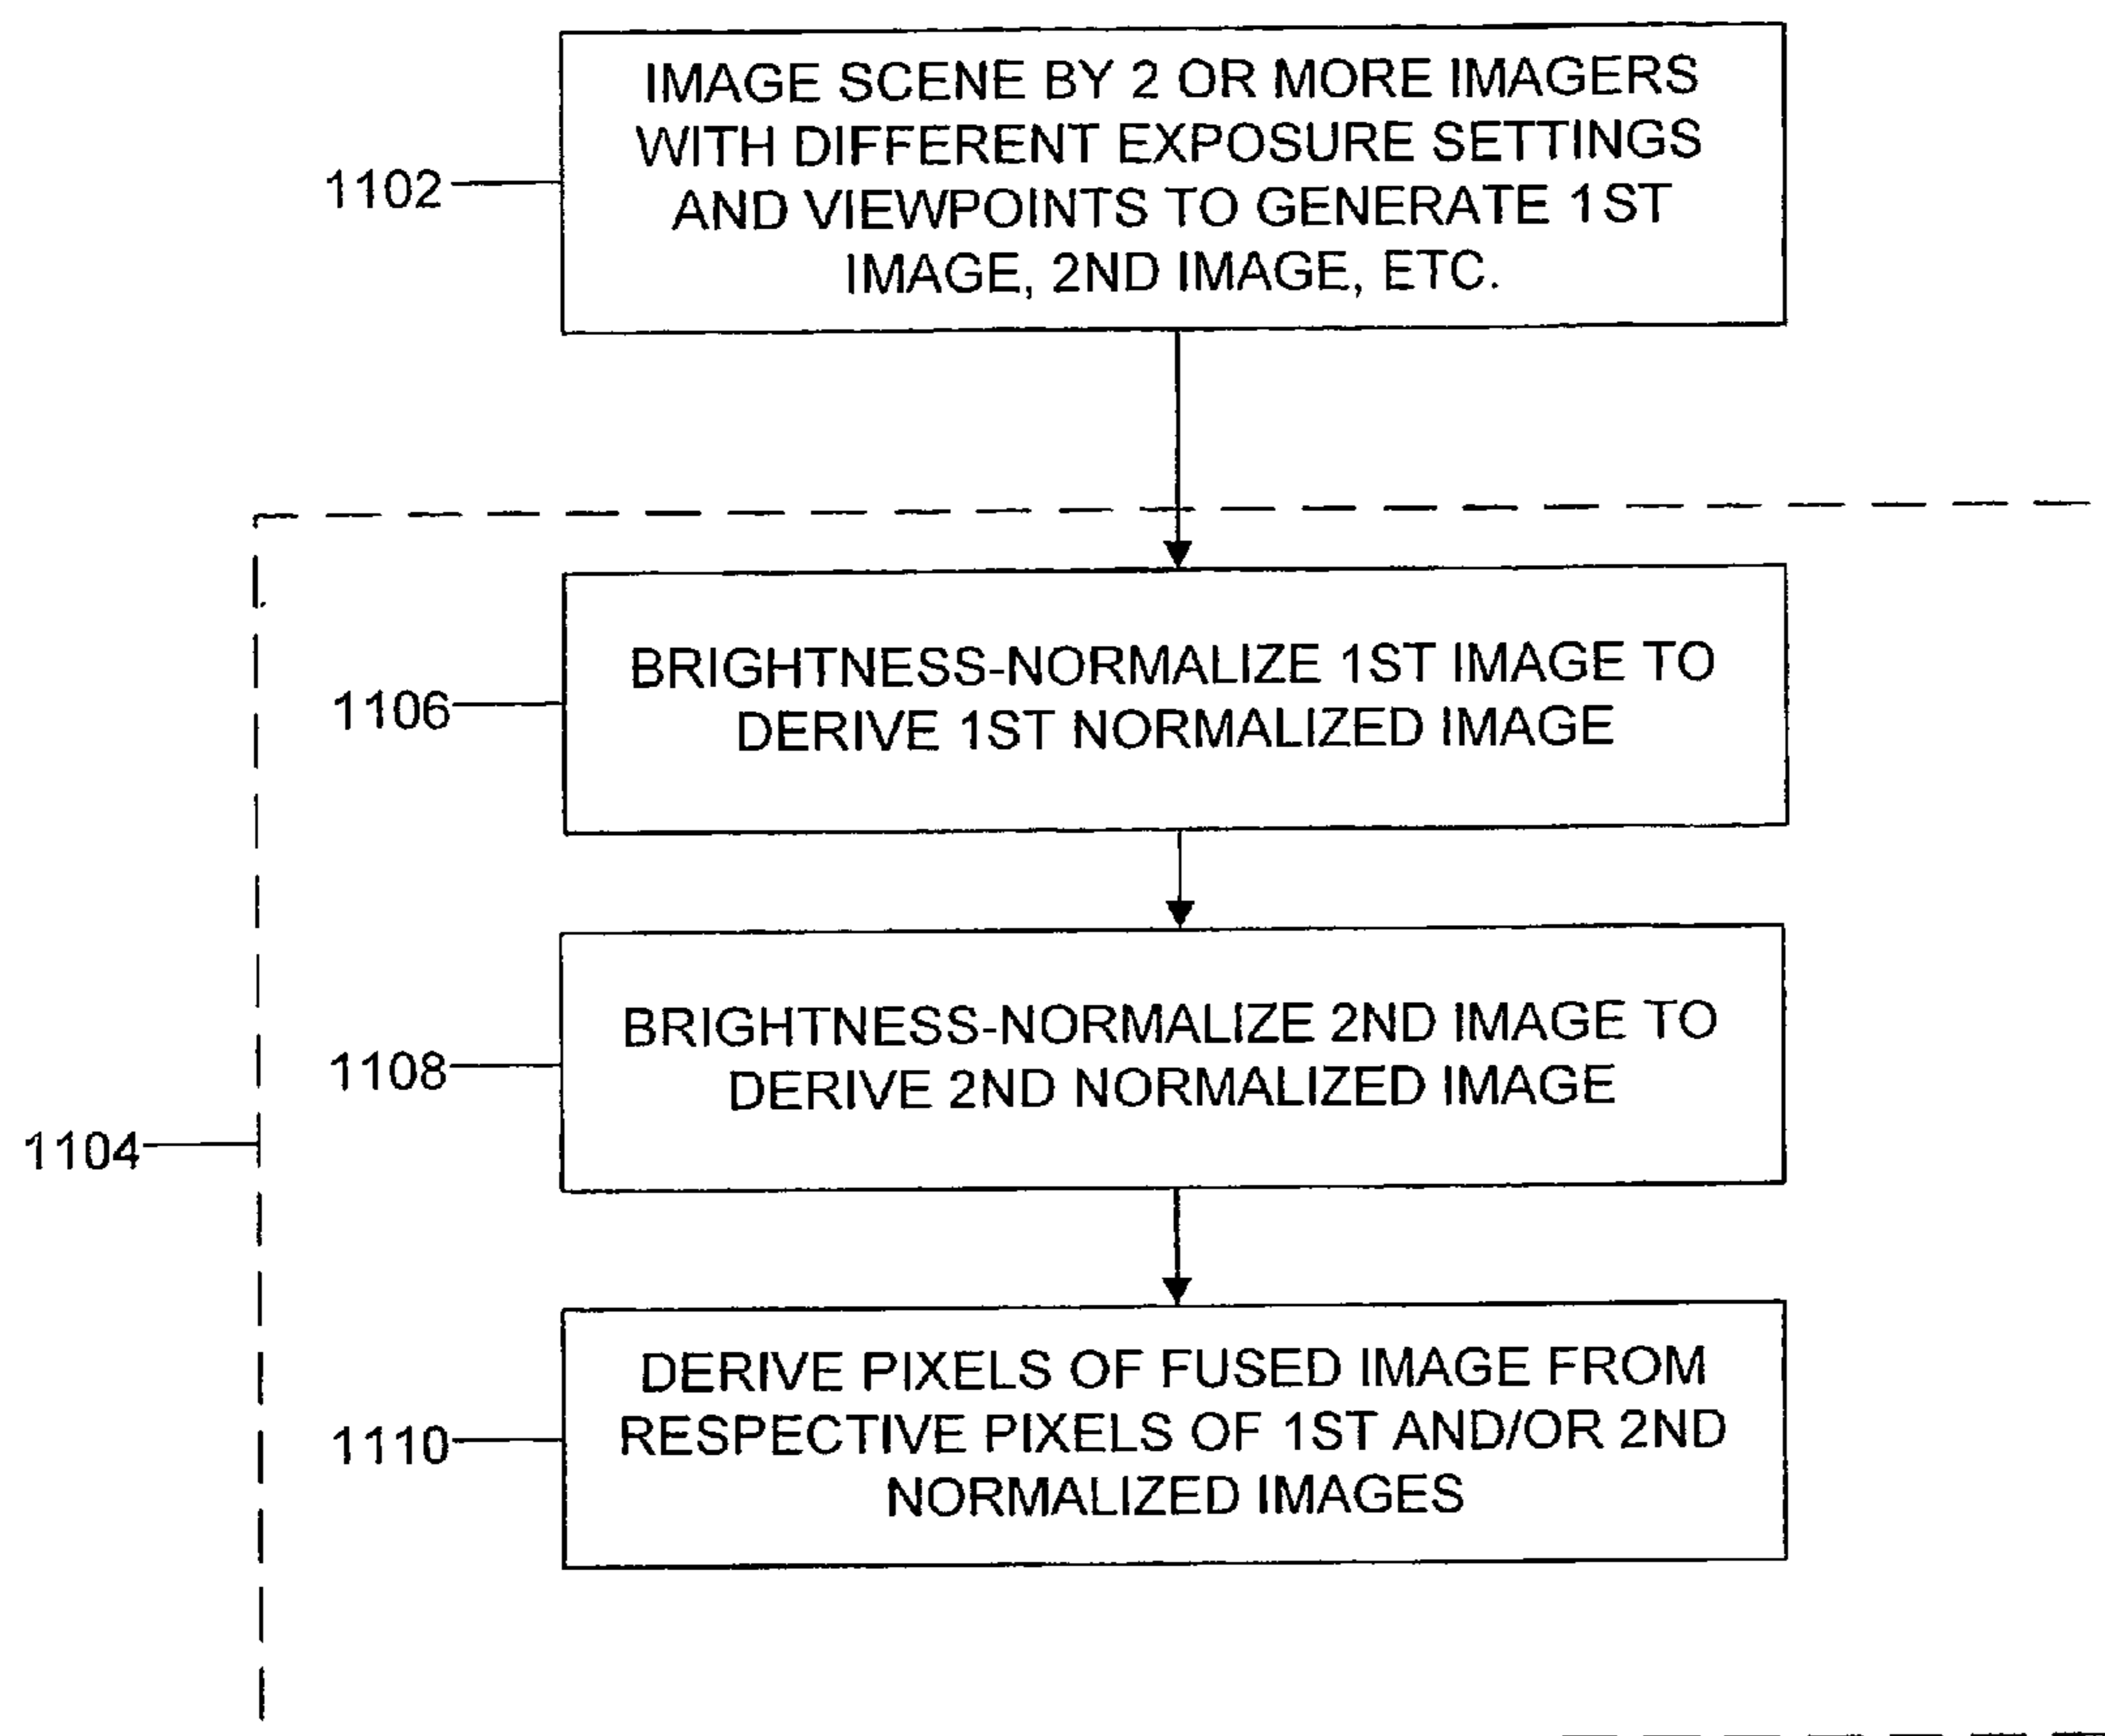 IMAGE SCENE BY 2 OR MORE IMAGERS
WITH DIFFERENT EXPOSURE SETTINGS
AND VIEWPOINTS TO GENERATE 1ST
IMAGE, 2ND IMAGE, ETC.
1102
BRIGHTNESS-NORMALIZE 1ST IMAGE TO
DERIVE 1ST NORMALIZED IMAGE
1106
BRIGHTNESS-NORMALIZE 2ND IMAGE TO
DERIVE 2ND NORMALIZED IMAGE
1108
1104
DERIVE PIXELS OF FUSED IMAGE FROM
RESPECTIVE PIXELS OF 1ST AND/OR 2ND
NORMALIZED IMAGES
1110